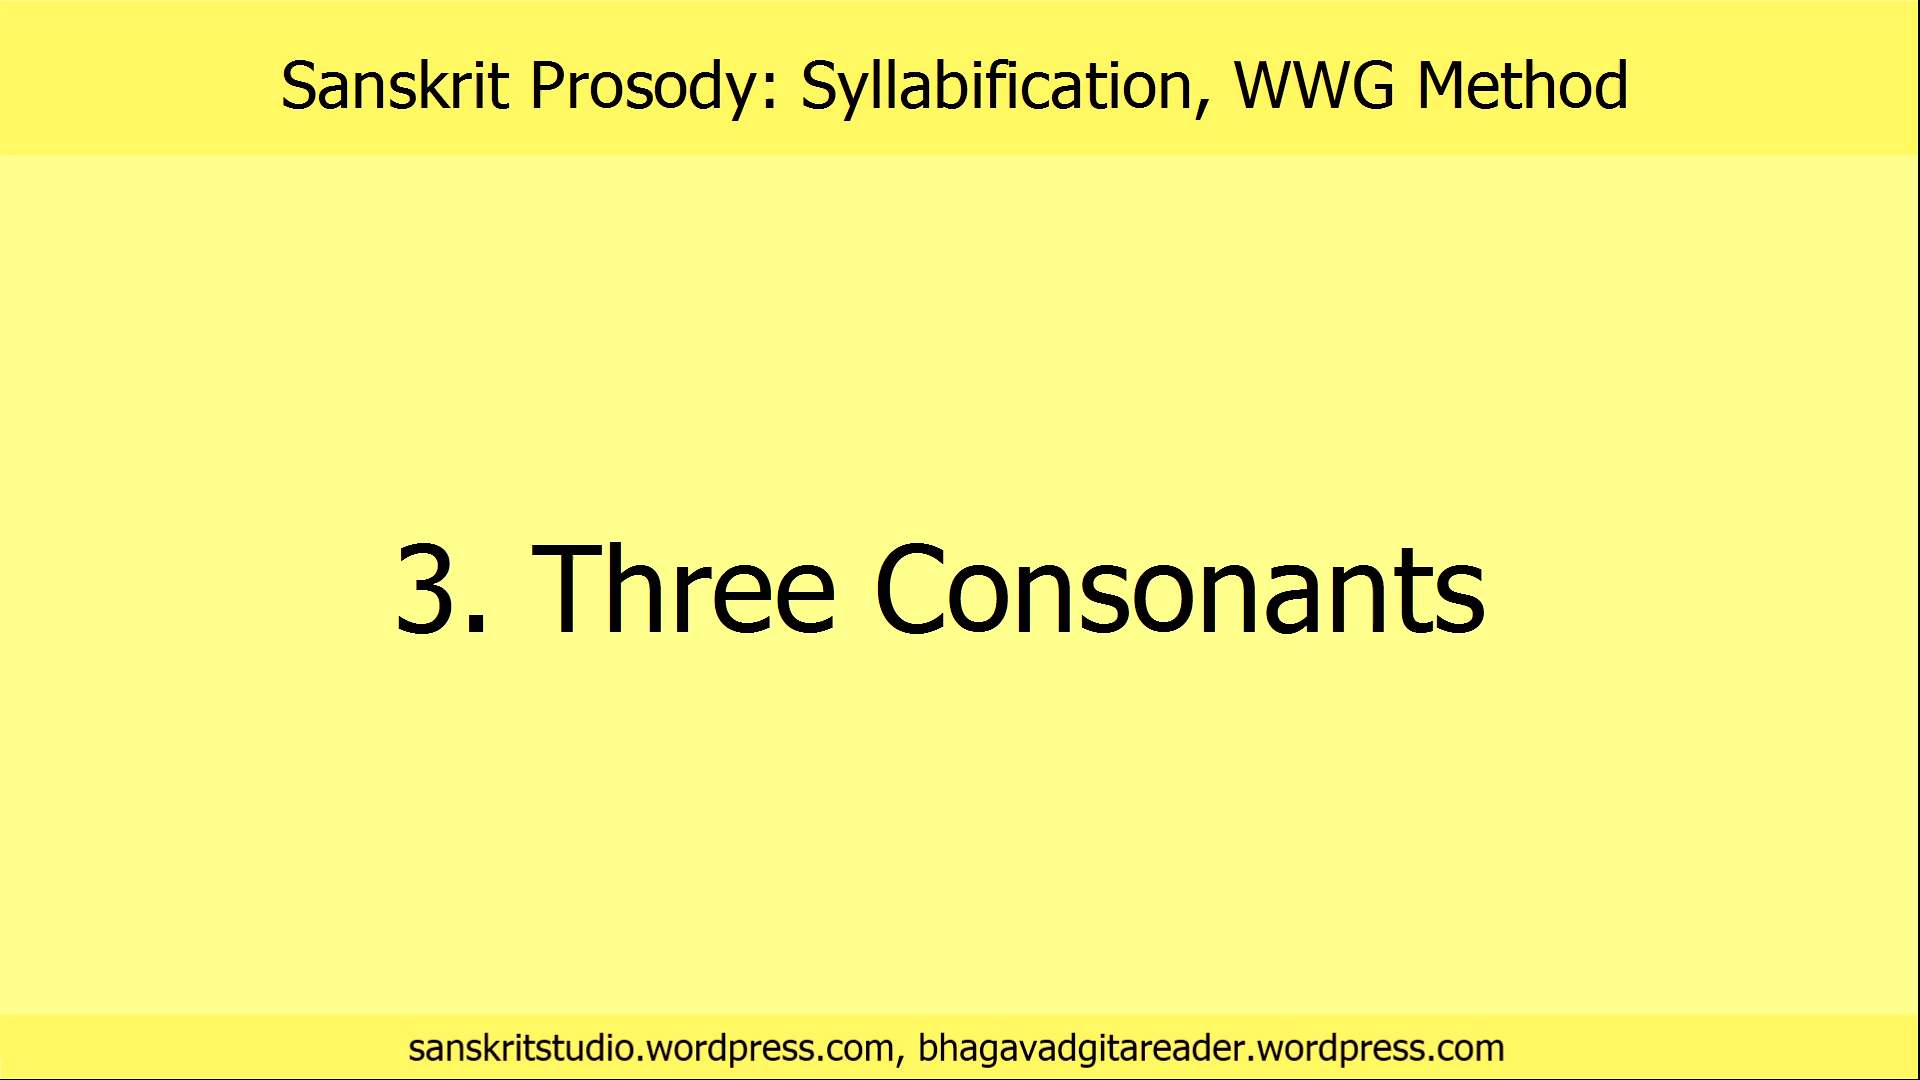 Sanskrit Prosody: Syllabification, WWG Method
3. Three Consonants
sanskritstudio.wordpress.com, bhagavadgitareader.wordpress.com